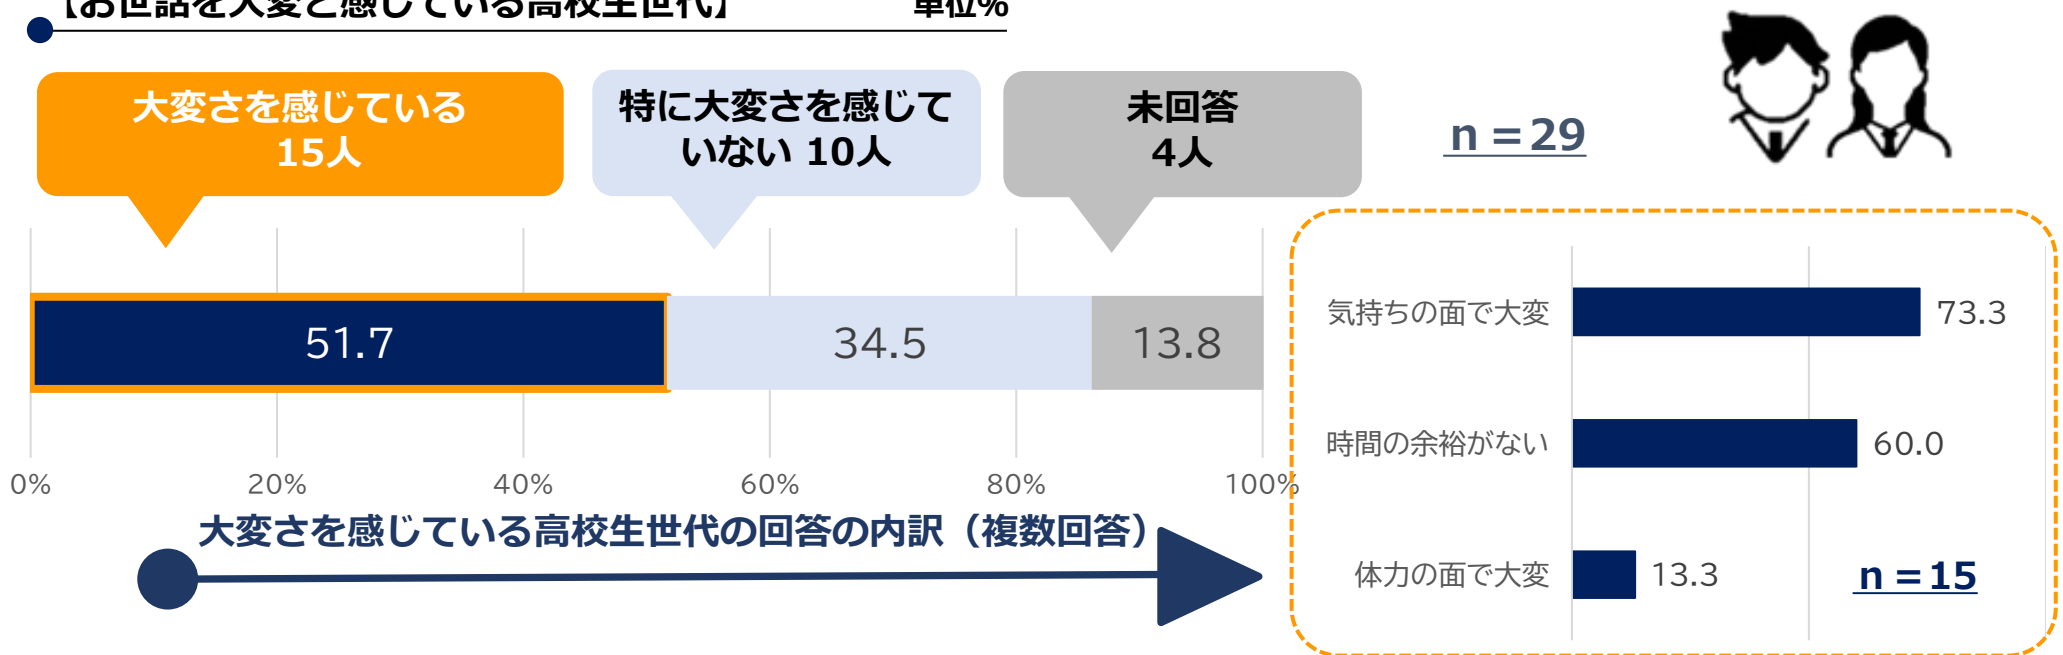 【お世話を大変と感じている高校生世代】 単位%
大変さを感じている
15人
特に大変さを感じて
いない 10人
未回答
4人
n＝29
51.7 34.5 13.8
0% 20% 40% 60% 80% 100%
大変さを感じている高校生世代の回答の内訳（複数回答）
気持ちの面で大変 73.3
時間の余裕がない 60.0
体力の面で大変 13.3
n＝15